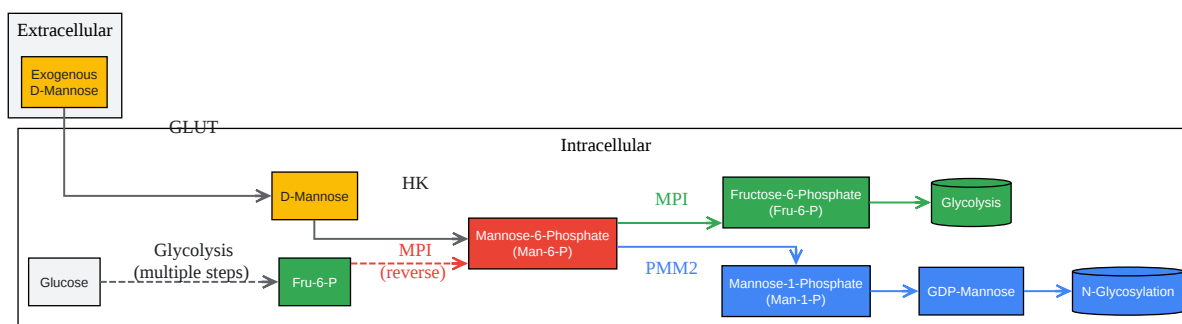 Extracellular
Exogenous
D-Mannose
GLUT
Intracellular
D-Mannose
HK
Mannose-6-Phosphate
(Man-6-P)
MPI
Fructose-6-Phosphate
(Fru-6-P)
Glycolysis
Glucose
Glycolysis
(multiple steps)
Fru-6-P
MPI
(reverse)
PMM2
Mannose-1-Phosphate
(Man-1-P)
GDP-Mannose
N-Glycosylation